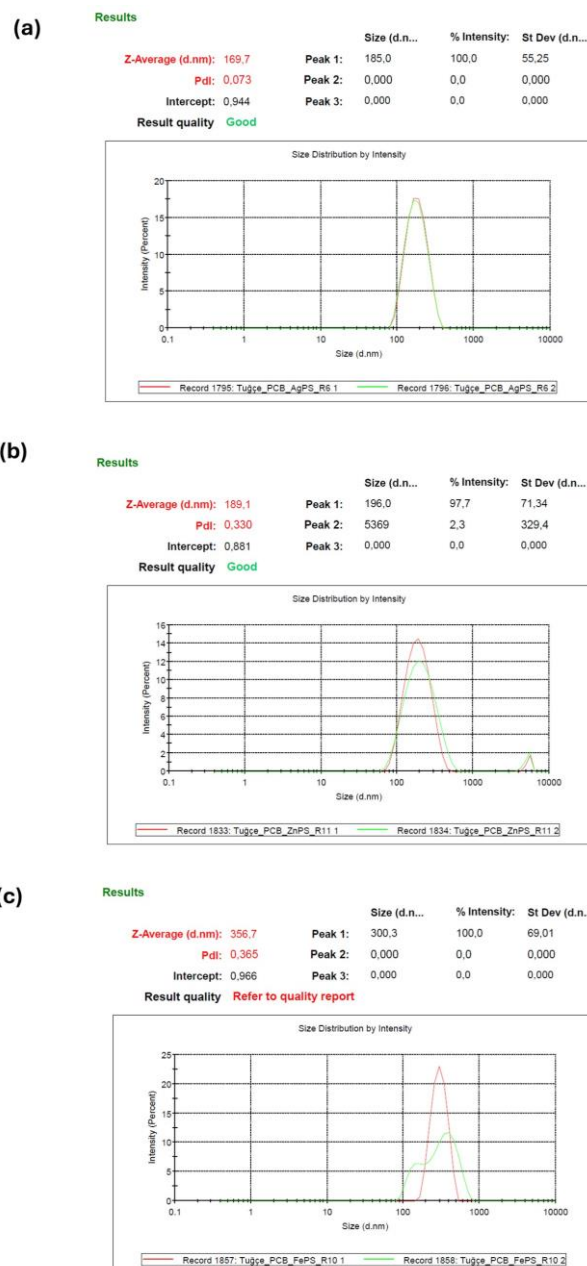 (a)
Results
Size (d.n... % Intensity: St Dev (d.n...
Z-Average (d.nm): 169,7 Peak 1: 185,0 100,0 55,25
PdI: 0,073 Peak 2: 0,000 0,0 0,000
Intercept: 0,944 Peak 3: 0,000 0,0 0,000
Result quality Good
Size Distribution by Intensity
Intensity (Percent)
20
15
10
5
0
0.1 1 10 100 1000 10000
Size (d.nm)
Record 1795: Tuğçe_PCB_AgPS_R6 1 Record 1796: Tuğçe_PCB_AgPS_R6 2
(b)
Results
Size (d.n... % Intensity: St Dev (d.n...
Z-Average (d.nm): 189,1 Peak 1: 196,0 97,7 71,34
PdI: 0,330 Peak 2: 5369 2,3 329,4
Intercept: 0,881 Peak 3: 0,000 0,0 0,000
Result quality Good
Size Distribution by Intensity
Intensity (Percent)
16
14
12
10
8
6
4
2
0
0.1 1 10 100 1000 10000
Size (d.nm)
Record 1833: Tuğçe_PCB_ZnPS_R11 1 Record 1834: Tuğçe_PCB_ZnPS_R11 2
(c)
Results
Size (d.n... % Intensity: St Dev (d.n...
Z-Average (d.nm): 356,7 Peak 1: 300,3 100,0 69,01
PdI: 0,365 Peak 2: 0,000 0,0 0,000
Intercept: 0,966 Peak 3: 0,000 0,0 0,000
Result quality Refer to quality report
Size Distribution by Intensity
Intensity (Percent)
25
20
15
10
5
0
0.1 1 10 100 1000 10000
Size (d.nm)
Record 1857: Tuğçe_PCB_FePS_R10 1 Record 1858: Tuğçe_PCB_FePS_R10 2